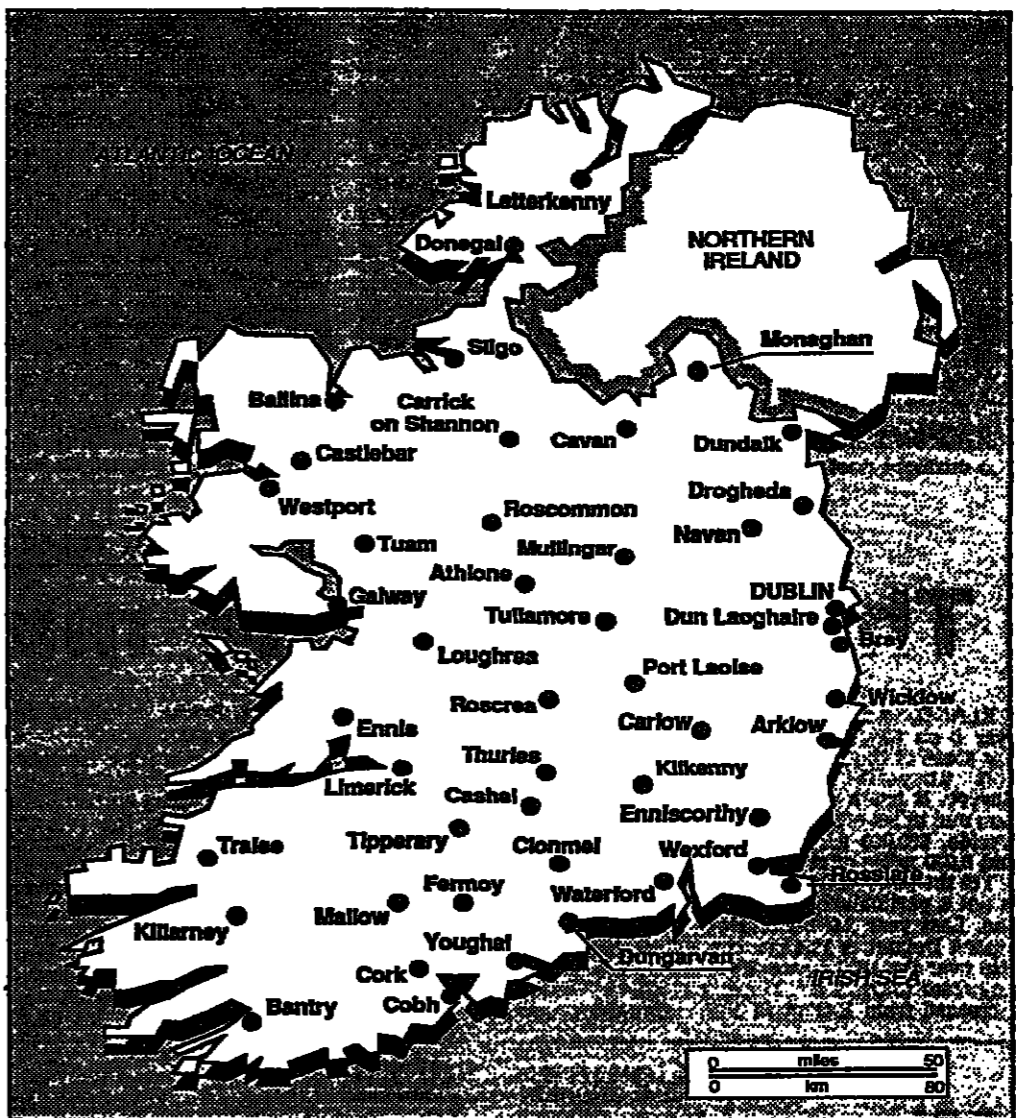 ATLANTIC OCEAN
Letterkenny
Donegal
NORTHERN
IRELAND
Monaghan
Sligo
Ballina
Carrick
on Shannon
Cavan
Dundalk
Castlebar
Westport
Drogheda
Roscommon
Navan
Tuam
Mullingar
Athlone
DUBLIN
Galway
Tullamore
Dun Laoghaire
Bray
Loughrea
Port Laoise
Wicklow
Roscrea
Ennis
Carlow
Arklow
Thurles
Kilkenny
Limerick
Cashel
Enniscorthy
Tipperary
Tralee
Clonmel
Wexford
Rosslare
Fermoy
Waterford
Mallow
Killarney
Youghal
Dungarvan
Cork
IRISH SEA
Cobh
Bantry
0 miles 50
0 km 80